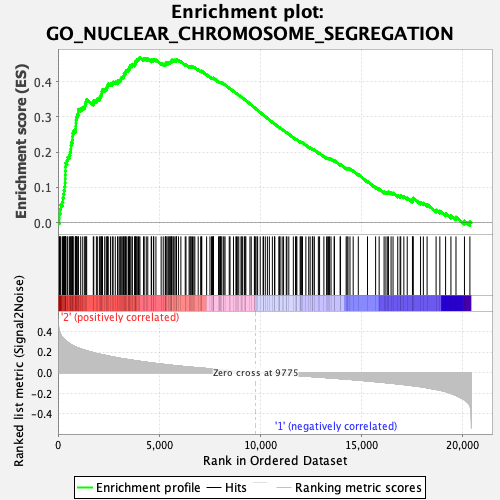 Enrichment plot:
GO_NUCLEAR_CHROMOSOME_SEGREGATION
Enrichment score (ES)
0.4
0.3
0.2
0.1
0.0
Ranked list metric (Signal2Noise)
'2' (positively correlated)
0.4
0.2
0.0
-0.2
-0.4
Zero cross at 9775
'1' (negatively correlated)
0 5,000 10,000 15,000 20,000
Rank in Ordered Dataset
Enrichment profile Hits Ranking metric scores